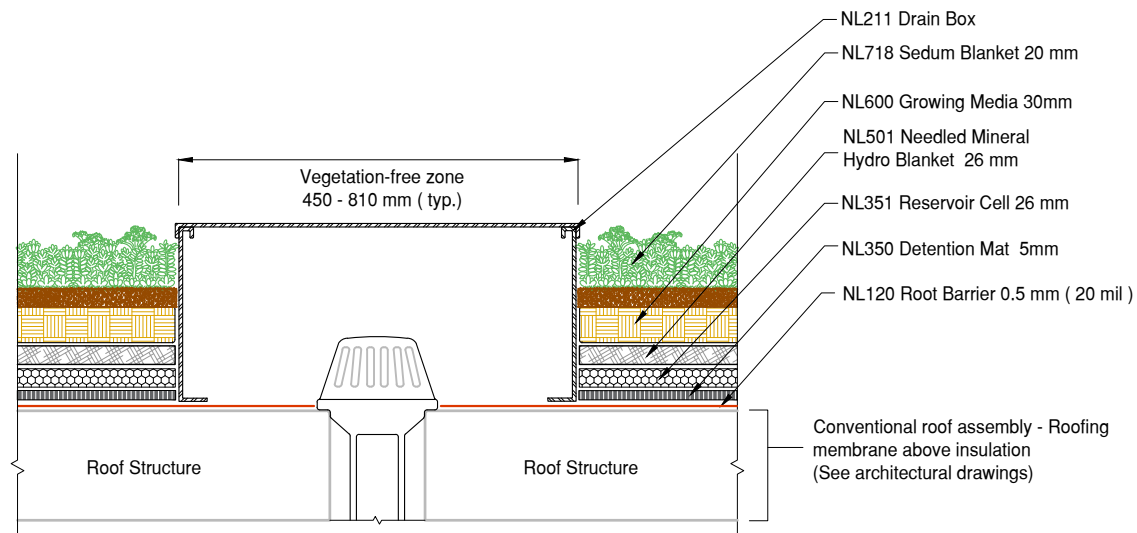 NL211 Drain Box
NL718 Sedum Blanket 20 mm
NL600 Growing Media 30mm
NL501 Needled Mineral
Hydro Blanket 26 mm
NL351 Reservoir Cell 26 mm
NL350 Detention Mat 5mm
NL120 Root Barrier 0.5 mm ( 20 mil )
Vegetation-free zone
450 - 810 mm ( typ.)
Conventional roof assembly - Roofing
membrane above insulation
(See architectural drawings)
Roof Structure
Roof Structure